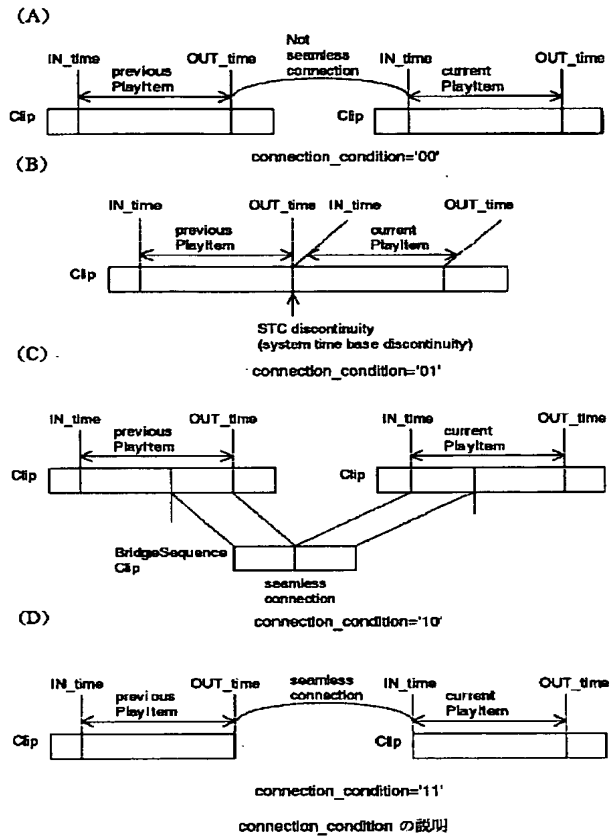 (A)
Not
seamless
connection
IN_time
OUT_time
IN_time
OUT_time
previous
PlayItem
current
PlayItem
Clip
Clip
connection_condition='00'
(B)
IN_time
OUT_time
IN_time
OUT_time
previous
PlayItem
current
PlayItem
Clip
STC discontinuity
(system time base discontinuity)
connection_condition='01'
(C)
IN_time
OUT_time
IN_time
OUT_time
previous
PlayItem
current
PlayItem
Clip
Clip
BridgeSequence
Clip
seamless
connection
connection_condition='10'
(D)
seamless
connection
IN_time
OUT_time
IN_time
OUT_time
previous
PlayItem
current
PlayItem
Clip
Clip
connection_condition='11'
connection_condition の説明